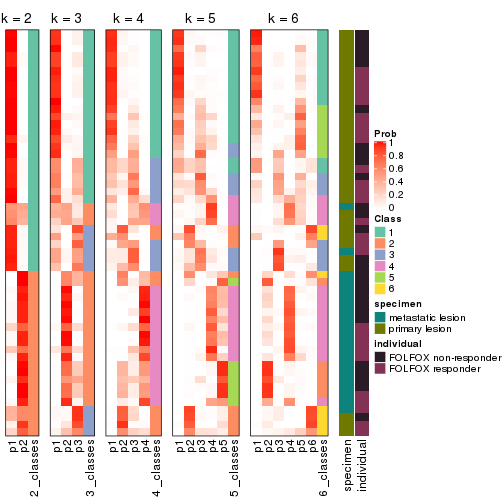 k = 2
k = 3
k = 4
k = 5
k = 6
p1
p2
2_classes
p1
p2
p3
3_classes
p1
p2
p3
p4
4_classes
p1
p2
p3
p4
p5
5_classes
p1
p2
p3
p4
p5
p6
6_classes
specimen
individual
Prob
1
0.8
0.6
0.4
0.2
0
Class
1
2
3
4
5
6
specimen
metastatic lesion
primary lesion
individual
FOLFOX non-responder
FOLFOX responder